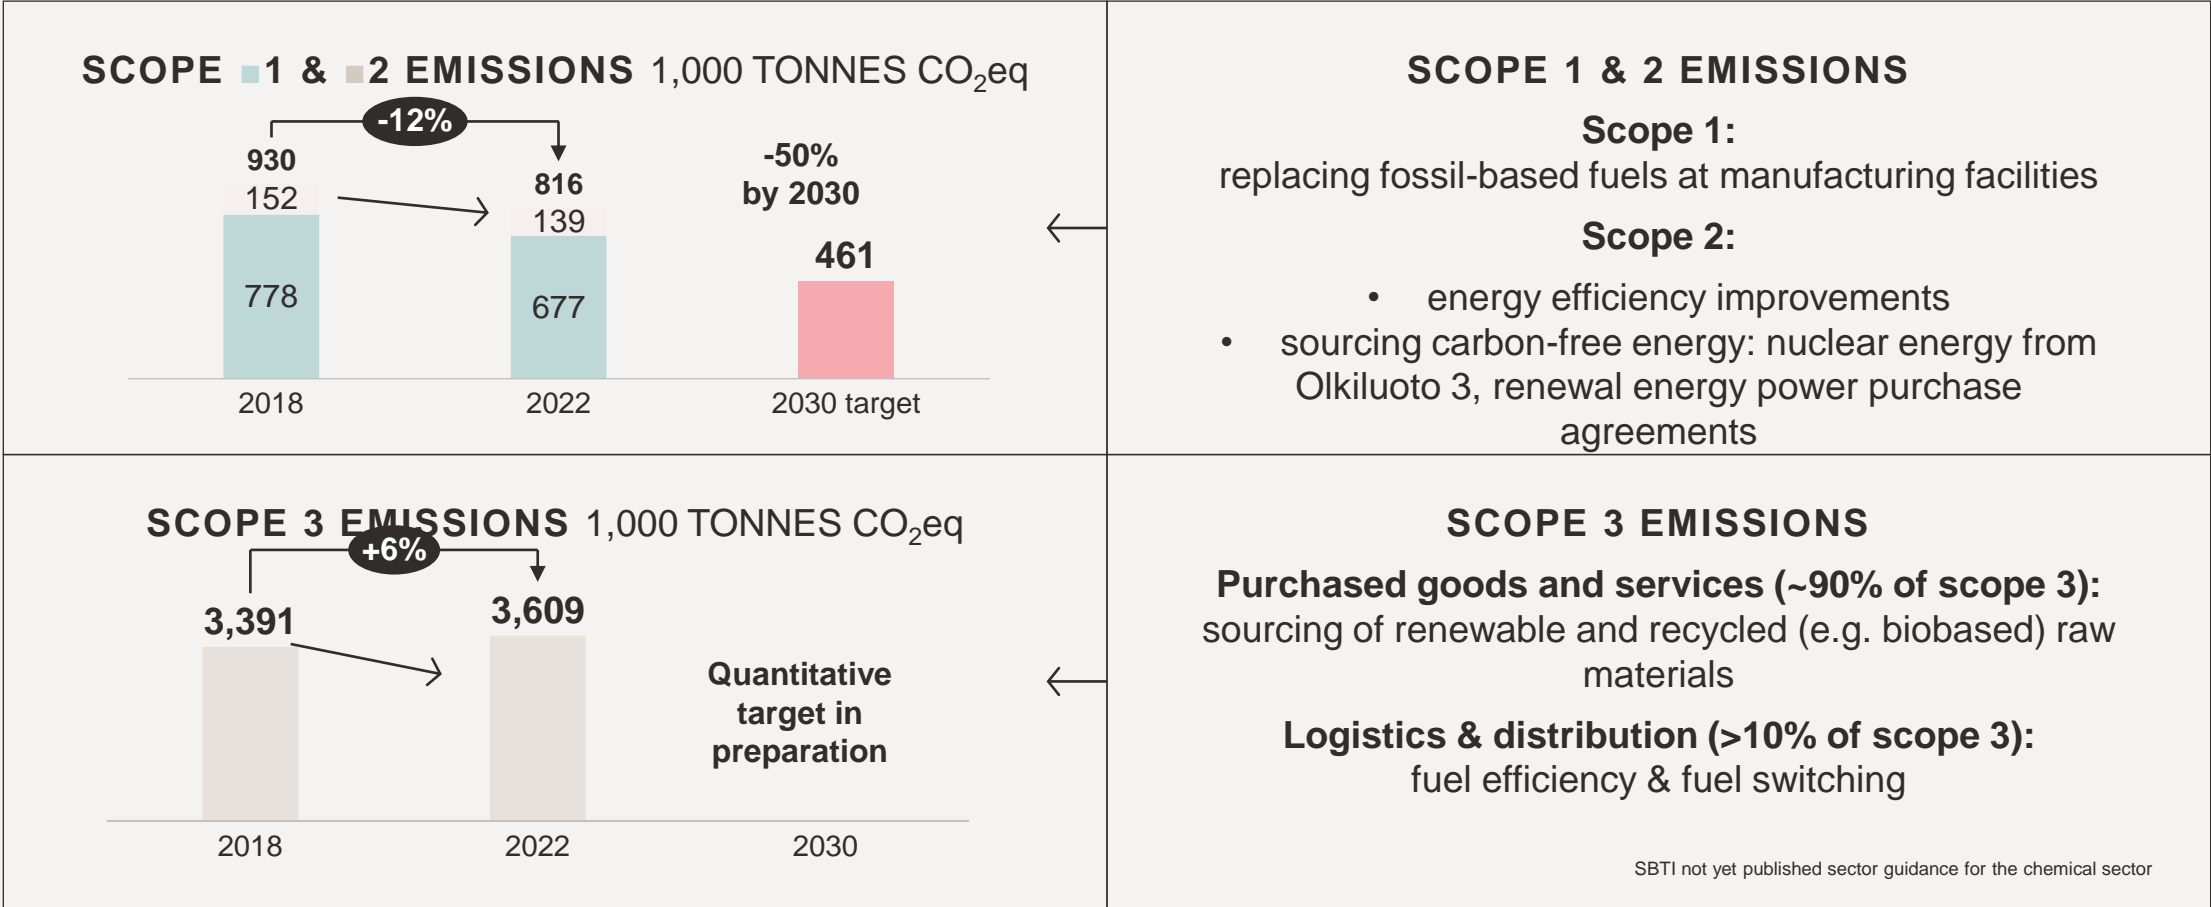 SCOPE 1 & 2 EMISSIONS 1,000 TONNES CO₂eq
-12%
930
152
778
816
139
677
-50%
by 2030
461
2018
2022
2030 target
SCOPE 1 & 2 EMISSIONS
Scope 1:
replacing fossil-based fuels at manufacturing facilities
Scope 2:
• energy efficiency improvements
• sourcing carbon-free energy: nuclear energy from
Olkiluoto 3, renewal energy power purchase
agreements
SCOPE 3 EMISSIONS 1,000 TONNES CO₂eq
+6%
3,391
3,609
Quantitative
target in
preparation
2018
2022
2030
SCOPE 3 EMISSIONS
Purchased goods and services (~90% of scope 3):
sourcing of renewable and recycled (e.g. biobased) raw
materials
Logistics & distribution (>10% of scope 3):
fuel efficiency & fuel switching
SBTI not yet published sector guidance for the chemical sector